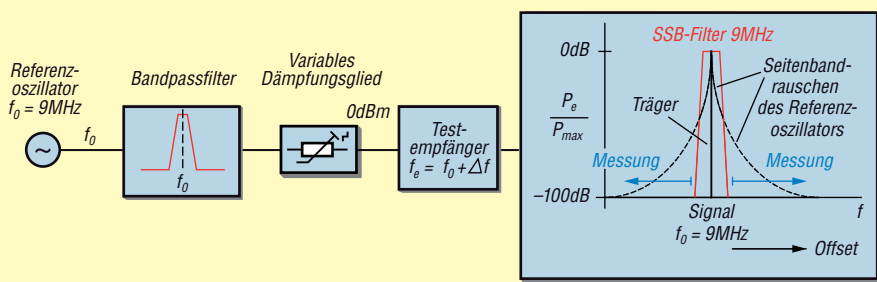 Referenz-
oszillator
f₀ = 9MHz
~
f₀
Bandpassfilter
f₀
Variables
Dämpfungsglied
0dBm
Test-
empfänger
fₑ = f₀ + Δf
0dB
Pₑ
Pmax
–100dB
SSB-Filter 9MHz
Träger
Seitenband-
rauschen
des Referenz-
oszillators
Messung
Messung
Signal
f₀ = 9MHz
f
Offset